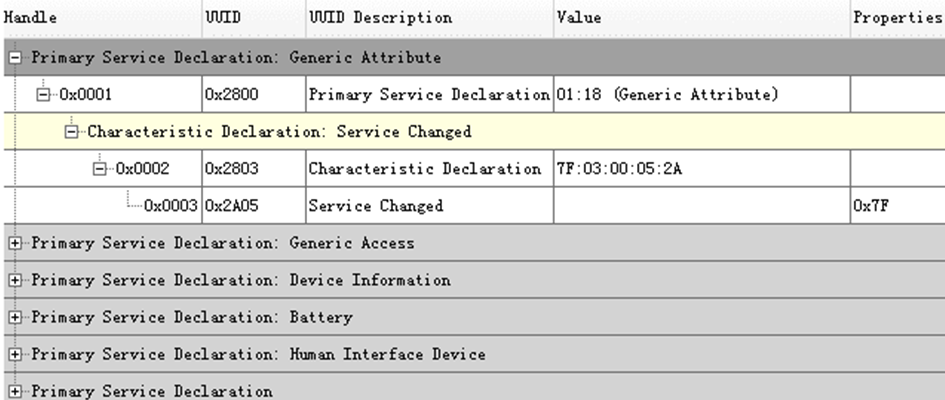 Handle UUID UUID Description Value Properties
Primary Service Declaration: Generic Attribute
0x0001 0x2800 Primary Service Declaration 01:18 (Generic Attribute)
Characteristic Declaration: Service Changed
0x0002 0x2803 Characteristic Declaration 7F:03:00:05:2A
0x0003 0x2A05 Service Changed 0x7F
Primary Service Declaration: Generic Access
Primary Service Declaration: Device Information
Primary Service Declaration: Battery
Primary Service Declaration: Human Interface Device
Primary Service Declaration